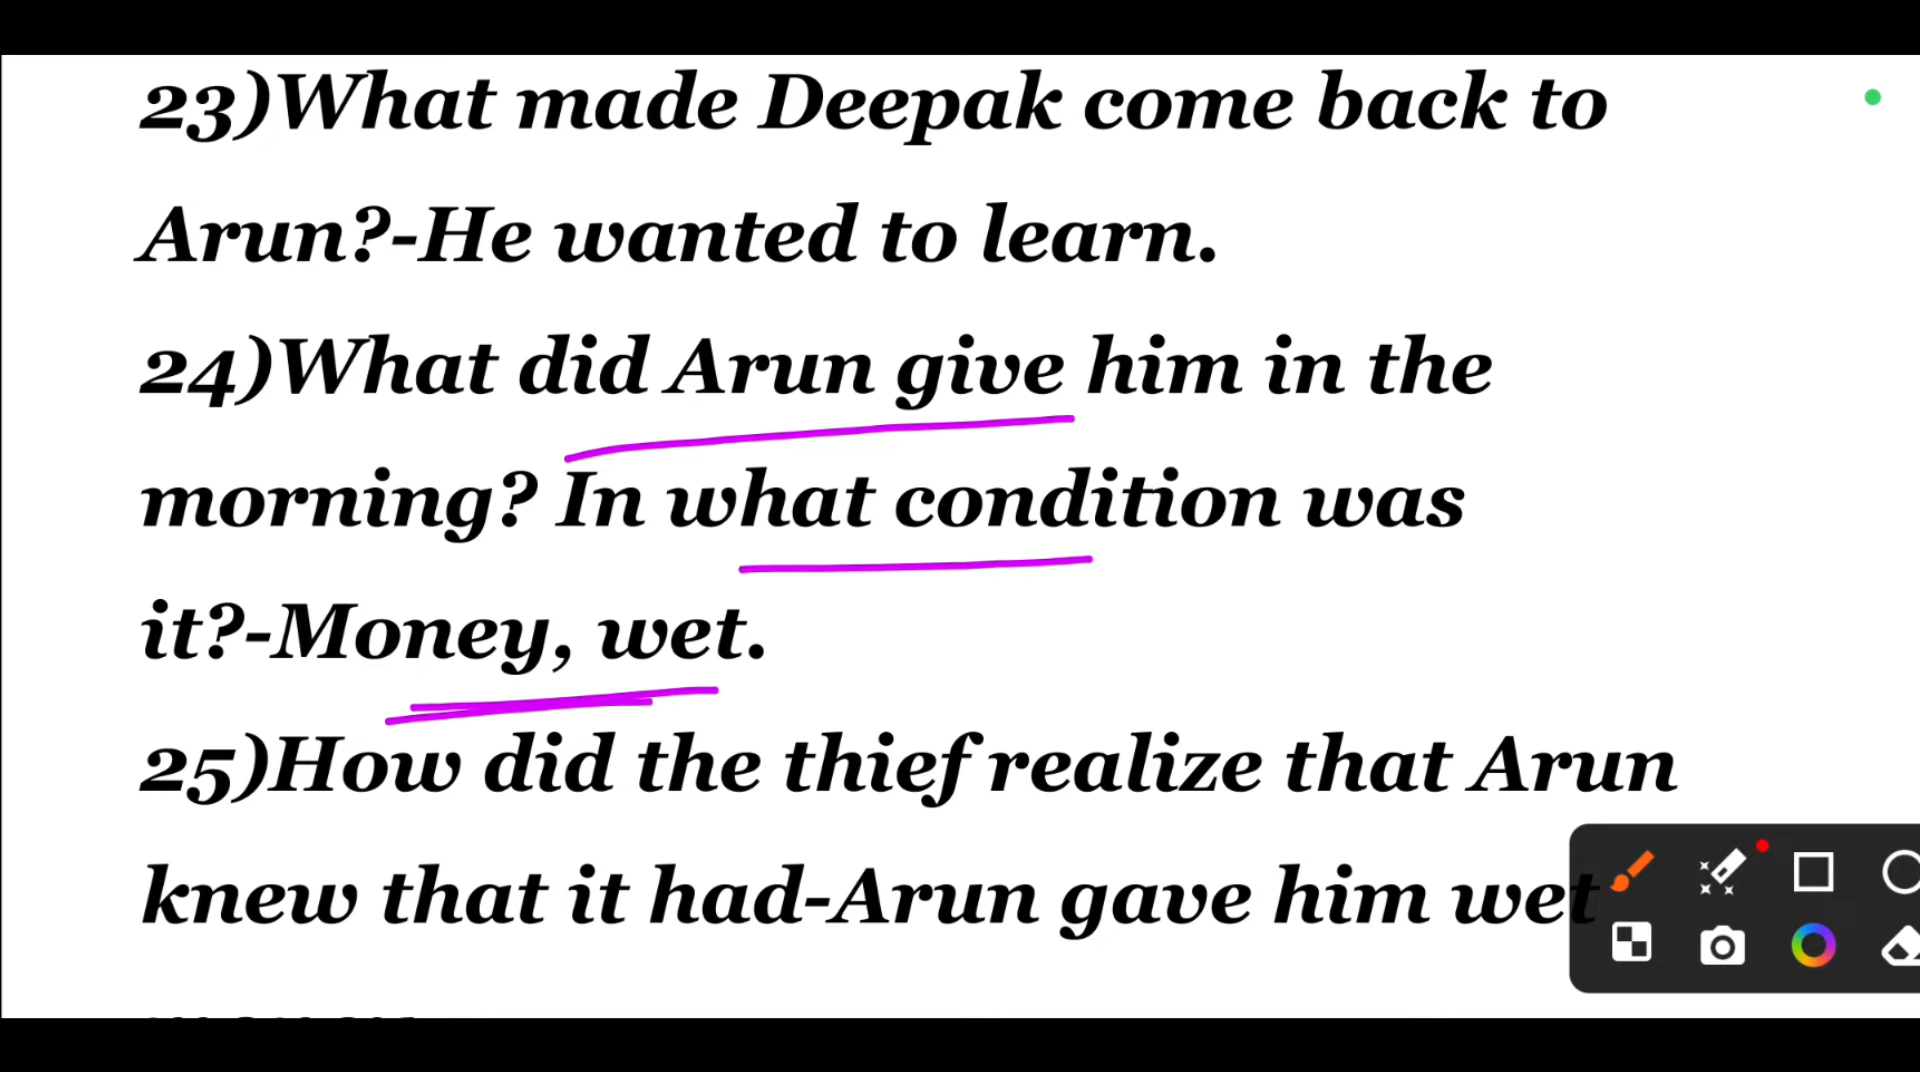 23)What made Deepak come back to
Arun?-He wanted to learn.
24)What did Arun give him in the
morning? In what condition was
it?-Money, wet.
25)How did the thief realize that Arun
knew that it had-Arun gave him wet